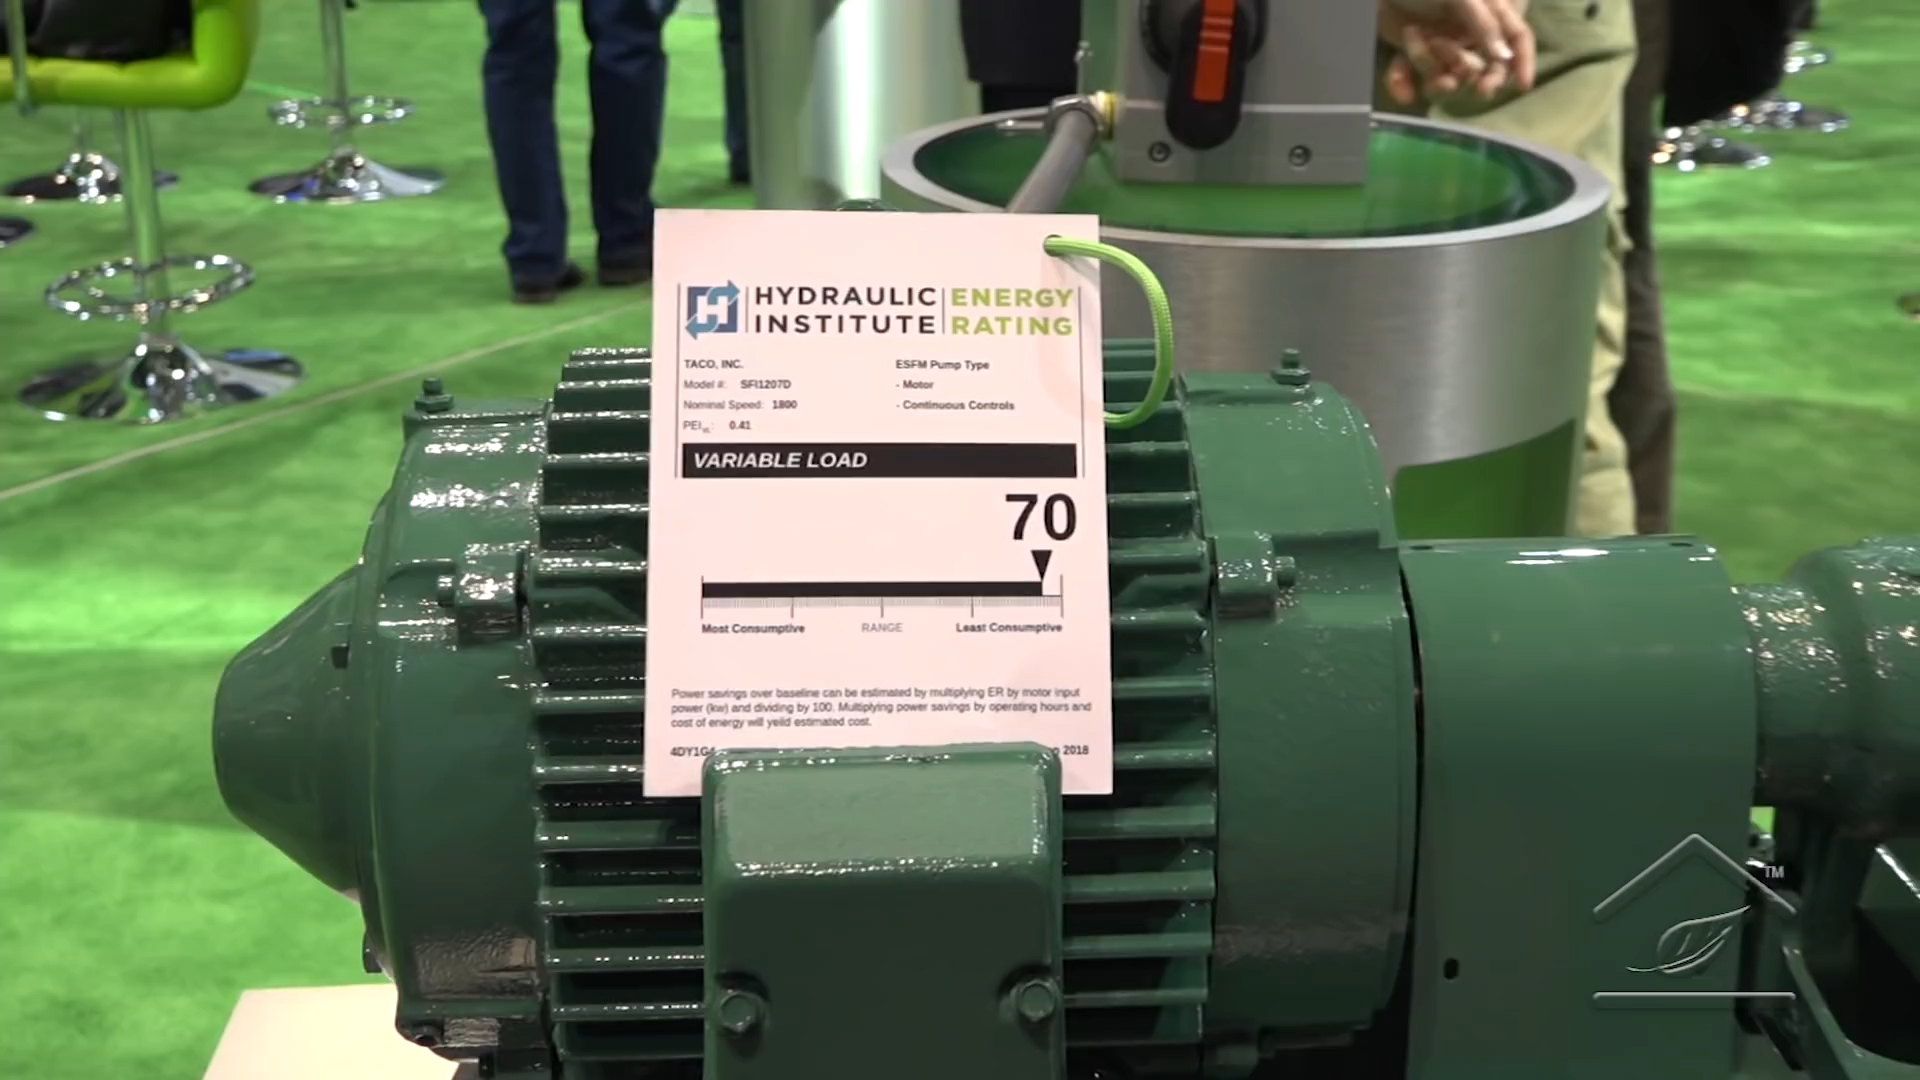 HYDRAULIC INSTITUTE ENERGY RATING
TACO, INC.
Model #: SFI1207D
Nominal Speed: 1800
PEIVL: 0.41
ESFM Pump Type
- Motor
- Continuous Controls
VARIABLE LOAD
70
Most Consumptive RANGE Least Consumptive
Power savings over baseline can be estimated by multiplying ER by motor input
power (kw) and dividing by 100. Multiplying power savings by operating hours and
cost of energy will yeild estimated cost.
2018
TM